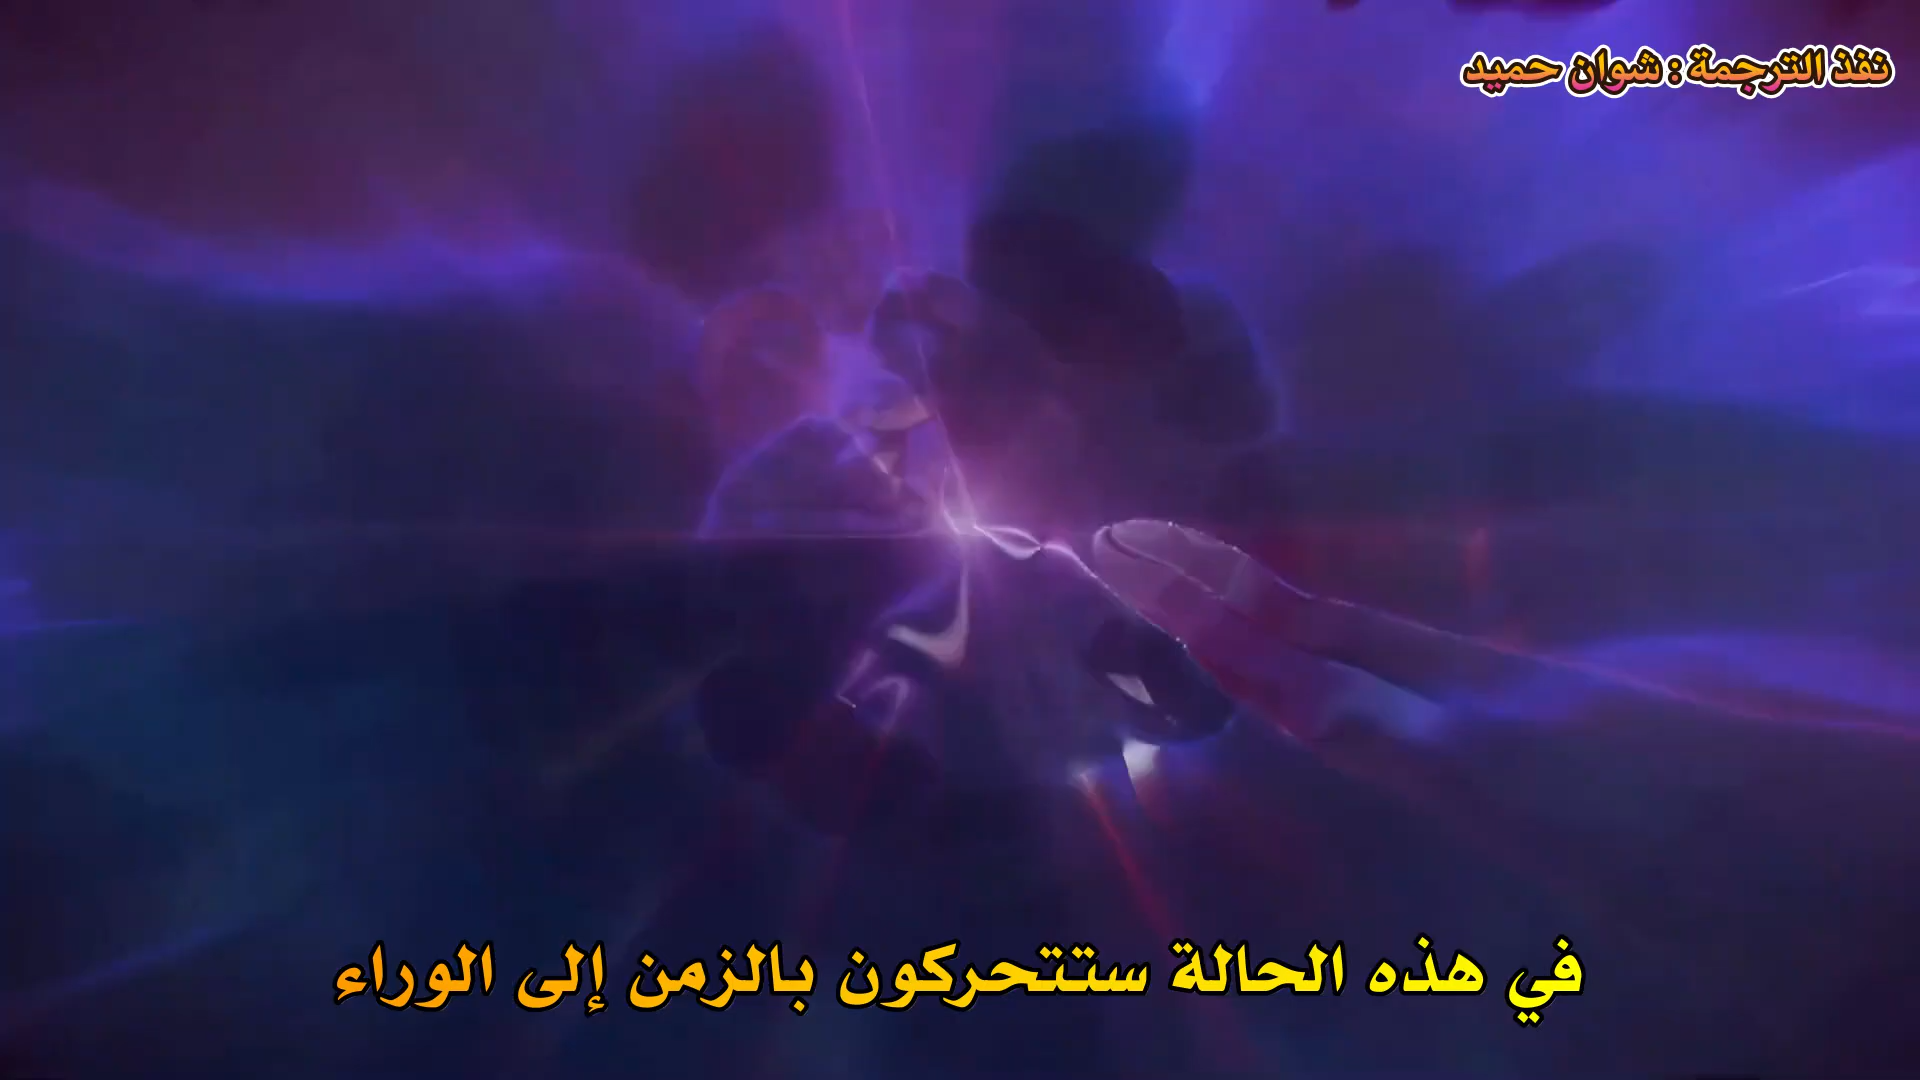 نفذ الترجمة : شوان حميد
في هذه الحالة ستتحركون بالزمن إلى الوراء